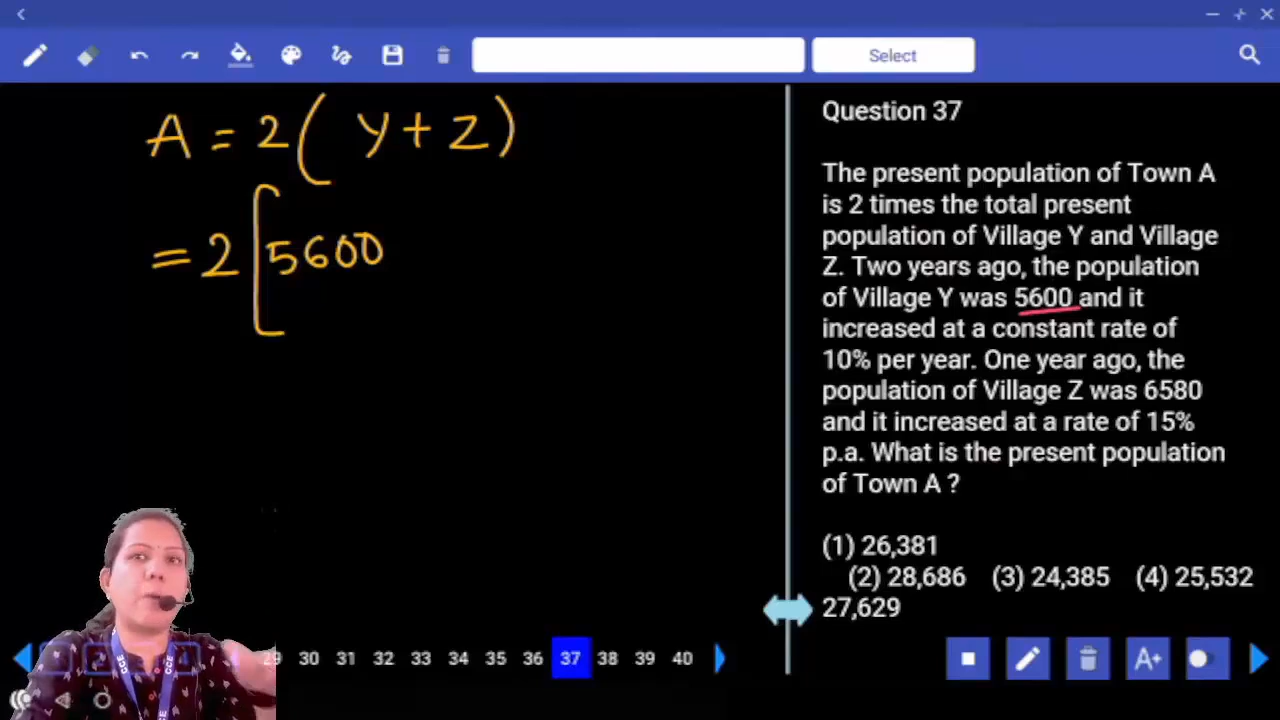 Select
A = 2 ( Y + Z )
= 2 [ 5600
Question 37
The present population of Town A
is 2 times the total present
population of Village Y and Village
Z. Two years ago, the population
of Village Y was 5600 and it
increased at a constant rate of
10% per year. One year ago, the
population of Village Z was 6580
and it increased at a rate of 15%
p.a. What is the present population
of Town A ?
(1) 26,381
(2) 28,686 (3) 24,385 (4) 25,532
27,629
29 30 31 32 33 34 35 36 37 38 39 40
A+
CCE CCE